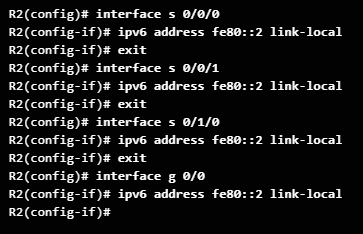 R2(config)# interface s 0/0/0
R2(config-if)# ipv6 address fe80::2 link-local
R2(config-if)# exit
R2(config)# interface s 0/0/1
R2(config-if)# ipv6 address fe80::2 link-local
R2(config-if)# exit
R2(config)# interface s 0/1/0
R2(config-if)# ipv6 address fe80::2 link-local
R2(config-if)# exit
R2(config)# interface g 0/0
R2(config-if)# ipv6 address fe80::2 link-local
R2(config-if)#